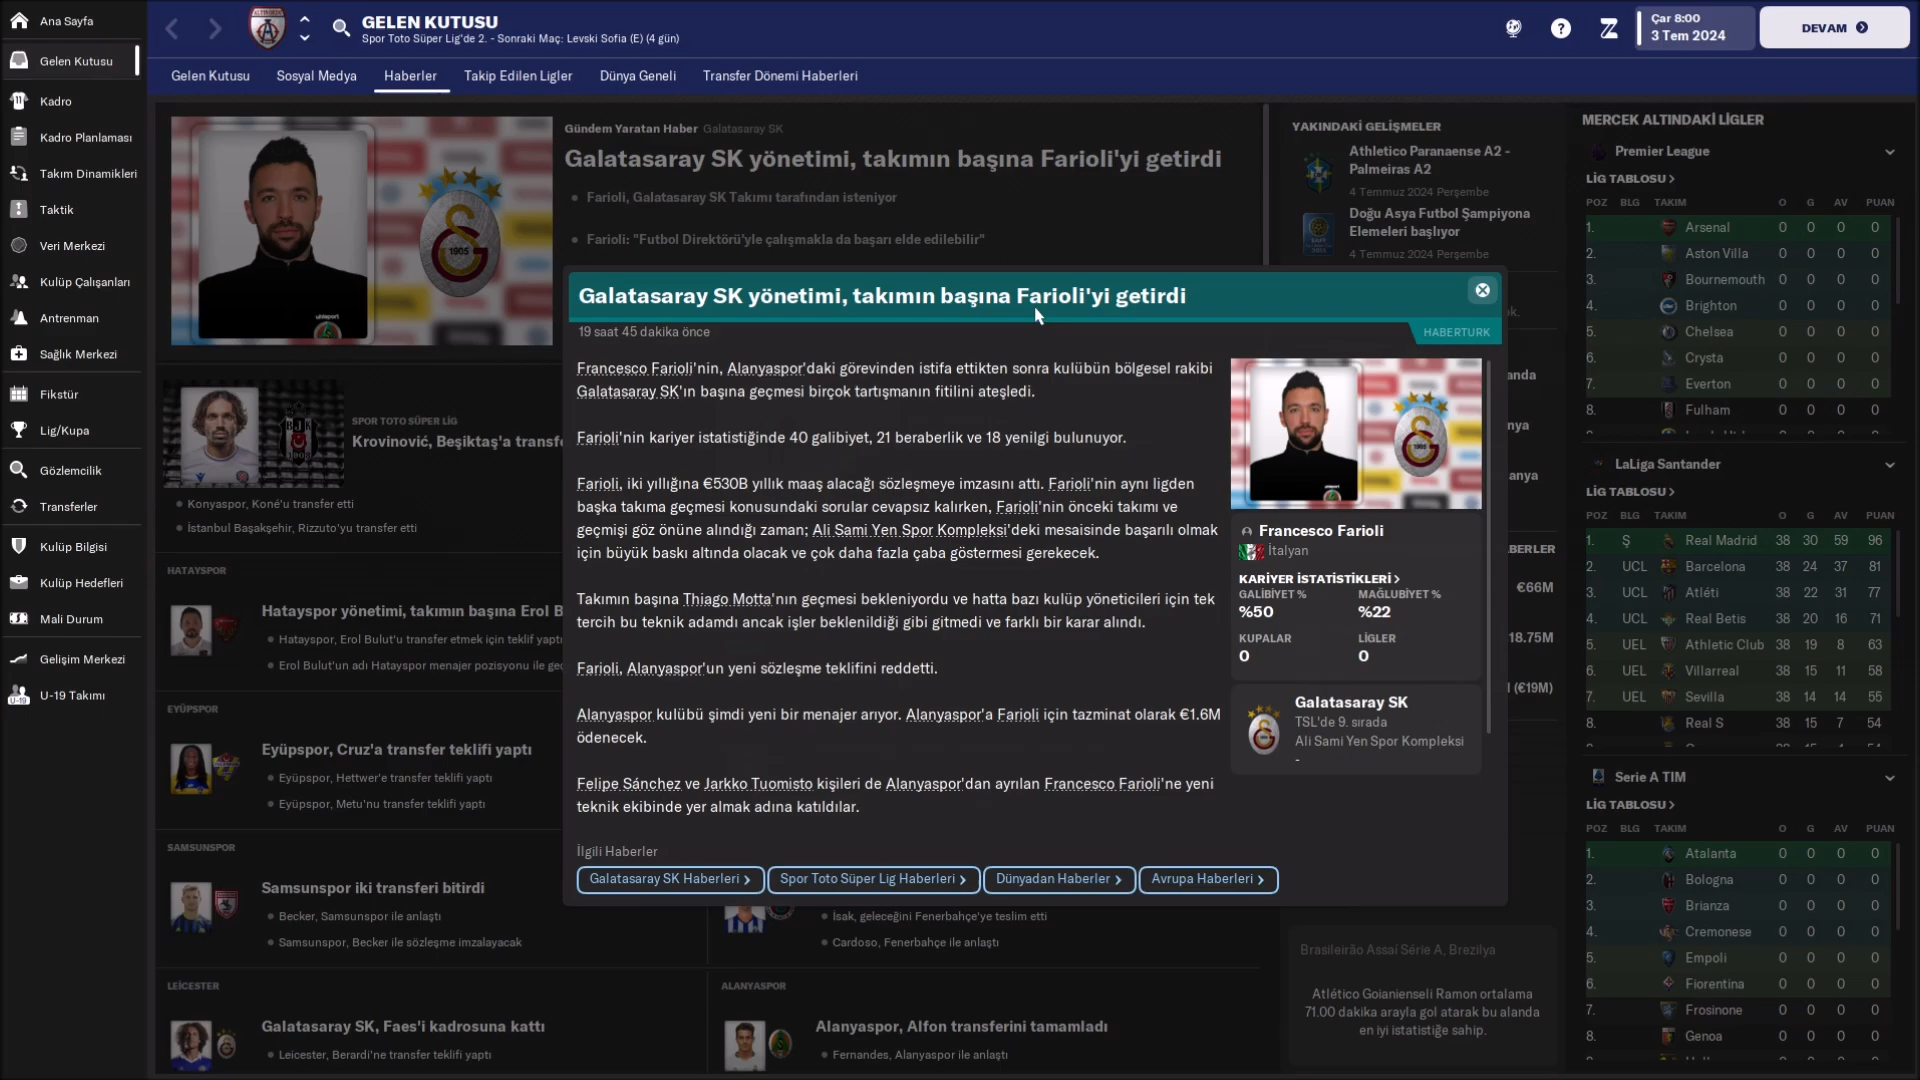 Ana Sayfa
Gelen Kutusu
Kadro
Kadro Planlaması
Takım Dinamikleri
Taktik
Veri Merkezi
Kulüp Çalışanları
Antrenman
Sağlık Merkezi
Fikstür
Lig/Kupa
Gözlemcilik
Transferler
Kulüp Bilgisi
Kulüp Hedefleri
Mali Durum
Gelişim Merkezi
U-19 Takımı
GELEN KUTUSU
Spor Toto Süper Lig'de 2. - Sonraki Maç: Levski Sofia (E) (4 gün)
Çar 8:00
3 Tem 2024
DEVAM
Gelen Kutusu Sosyal Medya Haberler Takip Edilen Ligler Dünya Geneli Transfer Dönemi Haberleri
Gündem Yaratan Haber Galatasaray SK
Galatasaray SK yönetimi, takımın başına Farioli'yi getirdi
Farioli, Galatasaray SK Takımı tarafından isteniyor
Farioli: "Futbol Direktörü'yle çalışmakla da başarı elde edilebilir"
SPOR TOTO SÜPER LİG
Krovinović, Beşiktaş'a transfe
Konyaspor, Koné'u transfer etti
İstanbul Başakşehir, Rizzuto'yu transfer etti
HATAYSPOR
Hatayspor yönetimi, takımın başına Erol B
Hatayspor, Erol Bulut'u transfer etmek için teklif yaptı
Erol Bulut'un adı Hatayspor menajer pozisyonu ile geç
EYÜPSPOR
Eyüpspor, Cruz'a transfer teklifi yaptı
Eyüpspor, Hettwer'e transfer teklifi yaptı
Eyüpspor, Metu'nu transfer teklifi yaptı
SAMSUNSPOR
Samsunspor iki transferi bitirdi
Becker, Samsunspor ile anlaştı
Samsunspor, Becker ile sözleşme imzalayacak
İsak, geleceğini Fenerbahçe'ye teslim etti
Cardoso, Fenerbahçe ile anlaştı
LEİCESTER
Galatasaray SK, Faes'i kadrosuna kattı
Leicester, Berardi'ne transfer teklifi yaptı
ALANYASPOR
Alanyaspor, Alfon transferini tamamladı
Fernandes, Alanyaspor ile anlaştı
Galatasaray SK yönetimi, takımın başına Farioli'yi getirdi
19 saat 45 dakika önce
HABERTURK
Francesco Farioli'nin, Alanyaspor'daki görevinden istifa ettikten sonra kulübün bölgesel rakibi
Galatasaray SK'ın başına geçmesi birçok tartışmanın fitilini ateşledi.
Farioli'nin kariyer istatistiğinde 40 galibiyet, 21 beraberlik ve 18 yenilgi bulunuyor.
Farioli, iki yıllığına €530B yıllık maaş alacağı sözleşmeye imzasını attı. Farioli'nin aynı ligden
başka takıma geçmesi konusundaki sorular cevapsız kalırken, Farioli'nin önceki takımı ve
geçmişi göz önüne alındığı zaman; Ali Sami Yen Spor Kompleksi'deki mesaisinde başarılı olmak
için büyük baskı altında olacak ve çok daha fazla çaba göstermesi gerekecek.
Takımın başına Thiago Motta'nın geçmesi bekleniyordu ve hatta bazı kulüp yöneticileri için tek
tercih bu teknik adamdı ancak işler beklenildiği gibi gitmedi ve farklı bir karar alındı.
Farioli, Alanyaspor'un yeni sözleşme teklifini reddetti.
Alanyaspor kulübü şimdi yeni bir menajer arıyor. Alanyaspor'a Farioli için tazminat olarak €1.6M
ödenecek.
Felipe Sánchez ve Jarkko Tuomisto kişileri de Alanyaspor'dan ayrılan Francesco Farioli'ne yeni
teknik ekibinde yer almak adına katıldılar.
İlgili Haberler
Galatasaray SK Haberleri Spor Toto Süper Lig Haberleri Dünyadan Haberler Avrupa Haberleri
Francesco Farioli
İtalyan
KARİYER İSTATİSTİKLERİ
GALİBİYET % MAĞLUBİYET %
%50 %22
KUPALAR LİGLER
0 0
Galatasaray SK
TSL'de 9. sırada
Ali Sami Yen Spor Kompleksi
-
YAKINDAKİ GELİŞMELER
Athletico Paranaense A2 -
Palmeiras A2
4 Temmuz 2024 Perşembe
Doğu Asya Futbol Şampiyona
Elemeleri başlıyor
4 Temmuz 2024 Perşembe
ok.
anda
nya
anya
BERLER
€66M
18.75M
(€19M)
Brasileirão Assaí Série A, Brezilya
Atlético Goianienseli Ramon ortalama
71.00 dakika arayla gol atarak bu alanda
en iyi istatistiğe sahip.
MERCEK ALTINDAKİ LİGLER
Premier League
LİG TABLOSU
POZ BLG TAKIM O G AV PUAN
1. Arsenal 0 0 0 0
2. Aston Villa 0 0 0 0
3. Bournemouth 0 0 0 0
4. Brighton 0 0 0 0
5. Chelsea 0 0 0 0
6. Crysta 0 0 0 0
7. Everton 0 0 0 0
8. Fulham 0 0 0 0
LaLiga Santander
LİG TABLOSU
POZ BLG TAKIM O G AV PUAN
1. Ş Real Madrid 38 30 59 96
2. UCL Barcelona 38 24 37 81
3. UCL Atléti 38 22 31 77
4. UCL Real Betis 38 20 16 71
5. UEL Athletic Club 38 19 8 63
6. UEL Villarreal 38 15 11 58
7. UEL Sevilla 38 14 14 55
8. Real S 38 15 7 54
Serie A TIM
LİG TABLOSU
POZ BLG TAKIM O G AV PUAN
1. Atalanta 0 0 0 0
2. Bologna 0 0 0 0
3. Brianza 0 0 0 0
4. Cremonese 0 0 0 0
5. Empoli 0 0 0 0
6. Fiorentina 0 0 0 0
7. Frosinone 0 0 0 0
8. Genoa 0 0 0 0